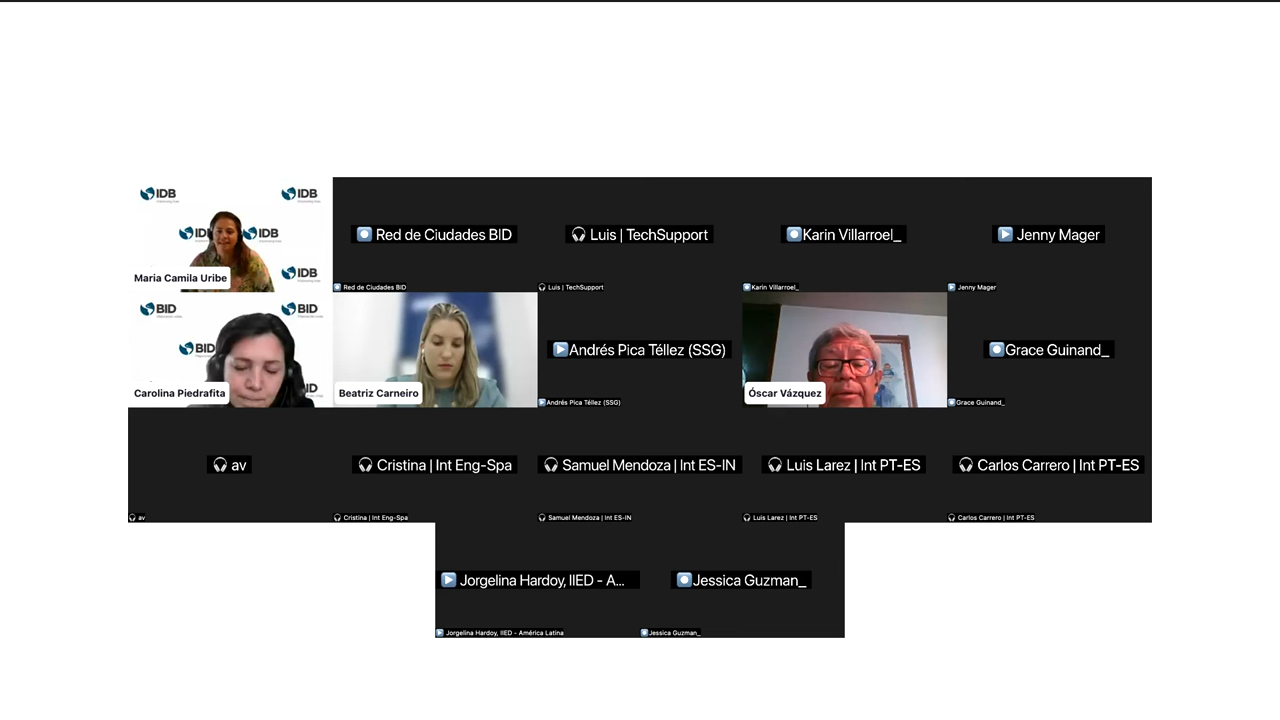 IDB
IDB
IDB
IDB
Maria Camila Uribe
Red de Ciudades BID
Red de Ciudades BID
Luis | TechSupport
Luis | TechSupport
Karin Villarroel_
Karin Villarroel_
Jenny Mager
Jenny Mager
BID
BID
BID
Carolina Piedrafita
Beatriz Carneiro
Andrés Pica Téllez (SSG)
Andrés Pica Téllez (SSG)
Óscar Vázquez
Grace Guinand_
Grace Guinand_
av
av
Cristina | Int Eng-Spa
Cristina | Int Eng-Spa
Samuel Mendoza | Int ES-IN
Samuel Mendoza | Int ES-IN
Luis Larez | Int PT-ES
Luis Larez | Int PT-ES
Carlos Carrero | Int PT-ES
Carlos Carrero | Int PT-ES
Jorgelina Hardoy, IIED - A...
Jorgelina Hardoy, IIED - América Latina
Jessica Guzman_
Jessica Guzman_